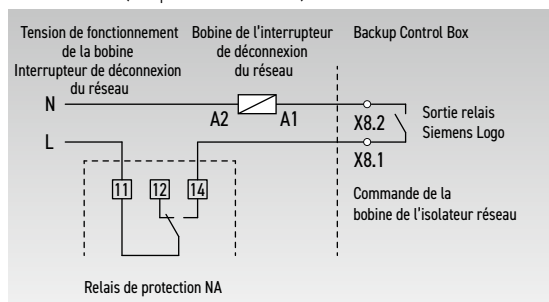 Tension de fonctionnement
de la bobine
Interrupteur de déconnexion
du réseau
Bobine de l'interrupteur
de déconnexion
du réseau
Backup Control Box
N
A2
A1
X8.2
Sortie relais
Siemens Logo
L
X8.1
11
12
14
Commande de la
bobine de l'isolateur réseau
Relais de protection NA